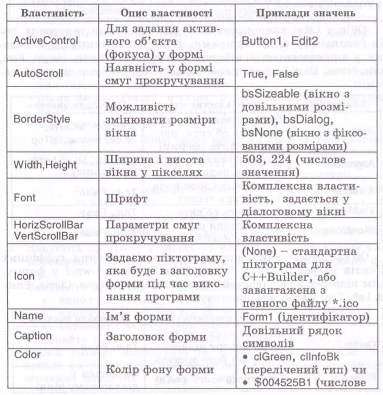 Властивість
Опис властивості
Приклади значень
ActiveControl
Для задання актив-
ного об'єкта
(фокуса) у формі
Button1, Edit2
AutoScroll
Наявність у формі
смуг прокручування
True, False
BorderStyle
Можливість
змінювати розміри
вікна
bsSizeable (вікно з
довільними розмі-
рами), bsDialog,
bsNone (вікно з фіксо-
ваними розмірами)
Width,Height
Ширина і висота
вікна у пікселях
503, 224 (числове
значення)
Font
Шрифт
Комплексна власти-
вість, задається у
діалоговому вікні
HorizScrollBar
VertScrollBar
Параметри смуг
прокручування
Комплексна
властивість
Icon
Задаємо піктограму,
яка буде в заголовку
форми під час вико-
нання програми
(None) – стандартна
піктограма для
C++Builder, або
завантажена з
певного файлу *.ico
Name
Ім'я форми
Form1 (ідентифікатор)
Caption
Заголовок форми
Довільний рядок
символів
Color
Колір фону форми
• clGreen, clInfoBk
(перелічений тип) чи
• $004525B1 (числове